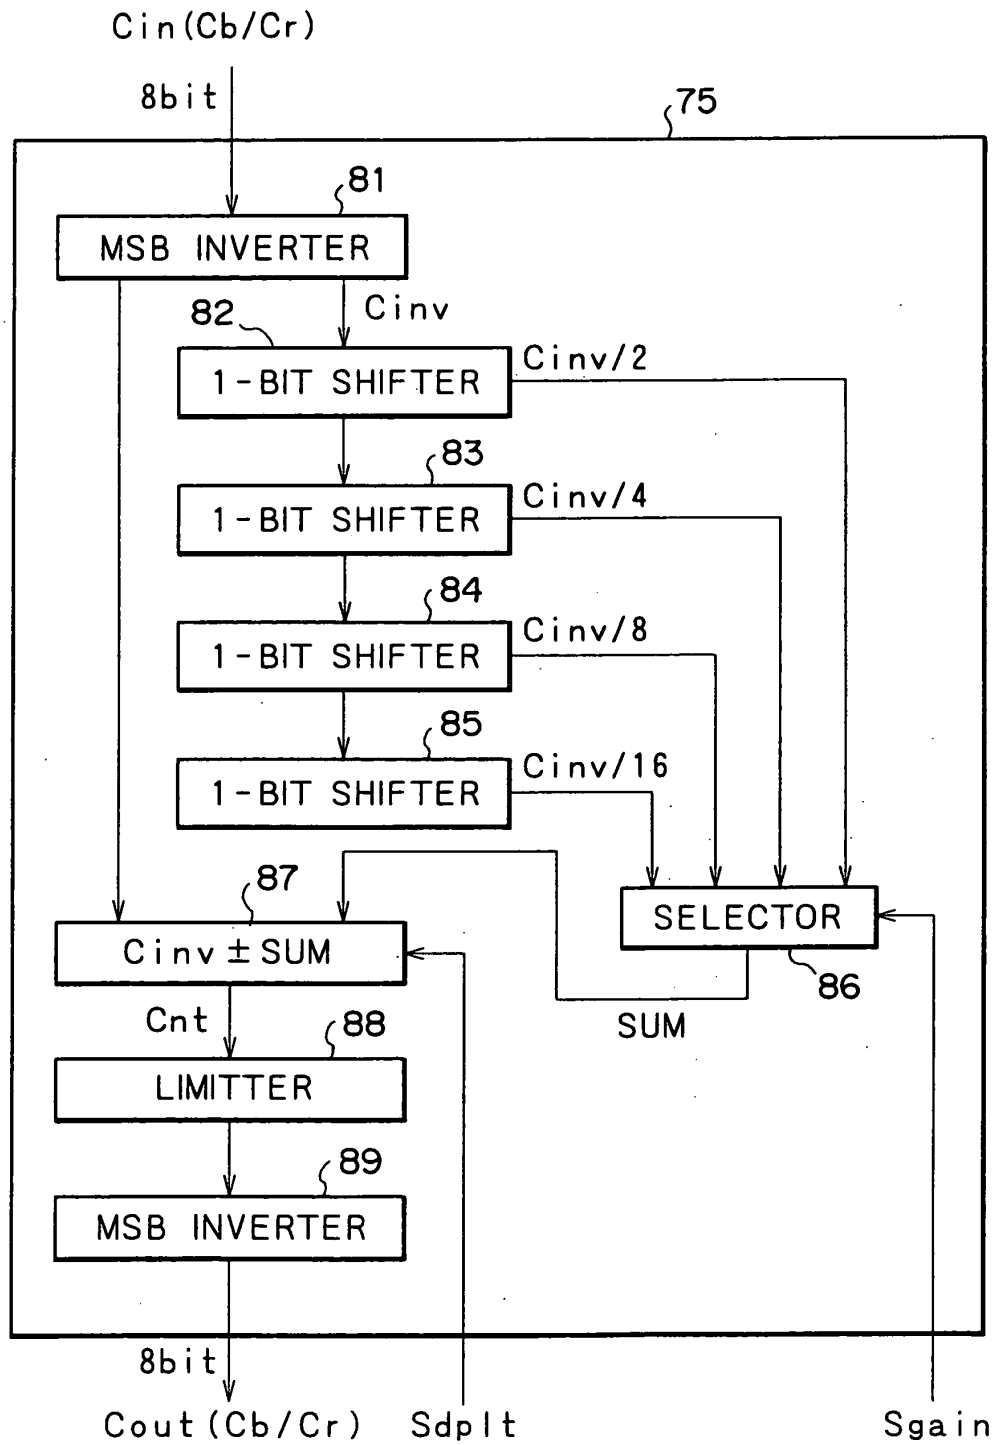 Cin(Cb/Cr)
8bit
75
81
MSB INVERTER
Cinv
82
1-BIT SHIFTER
Cinv/2
83
1-BIT SHIFTER
Cinv/4
84
1-BIT SHIFTER
Cinv/8
85
1-BIT SHIFTER
Cinv/16
87
Cinv ± SUM
SELECTOR
86
SUM
Cnt
88
LIMITTER
89
MSB INVERTER
8bit
Cout(Cb/Cr)
Sdplt
Sgain